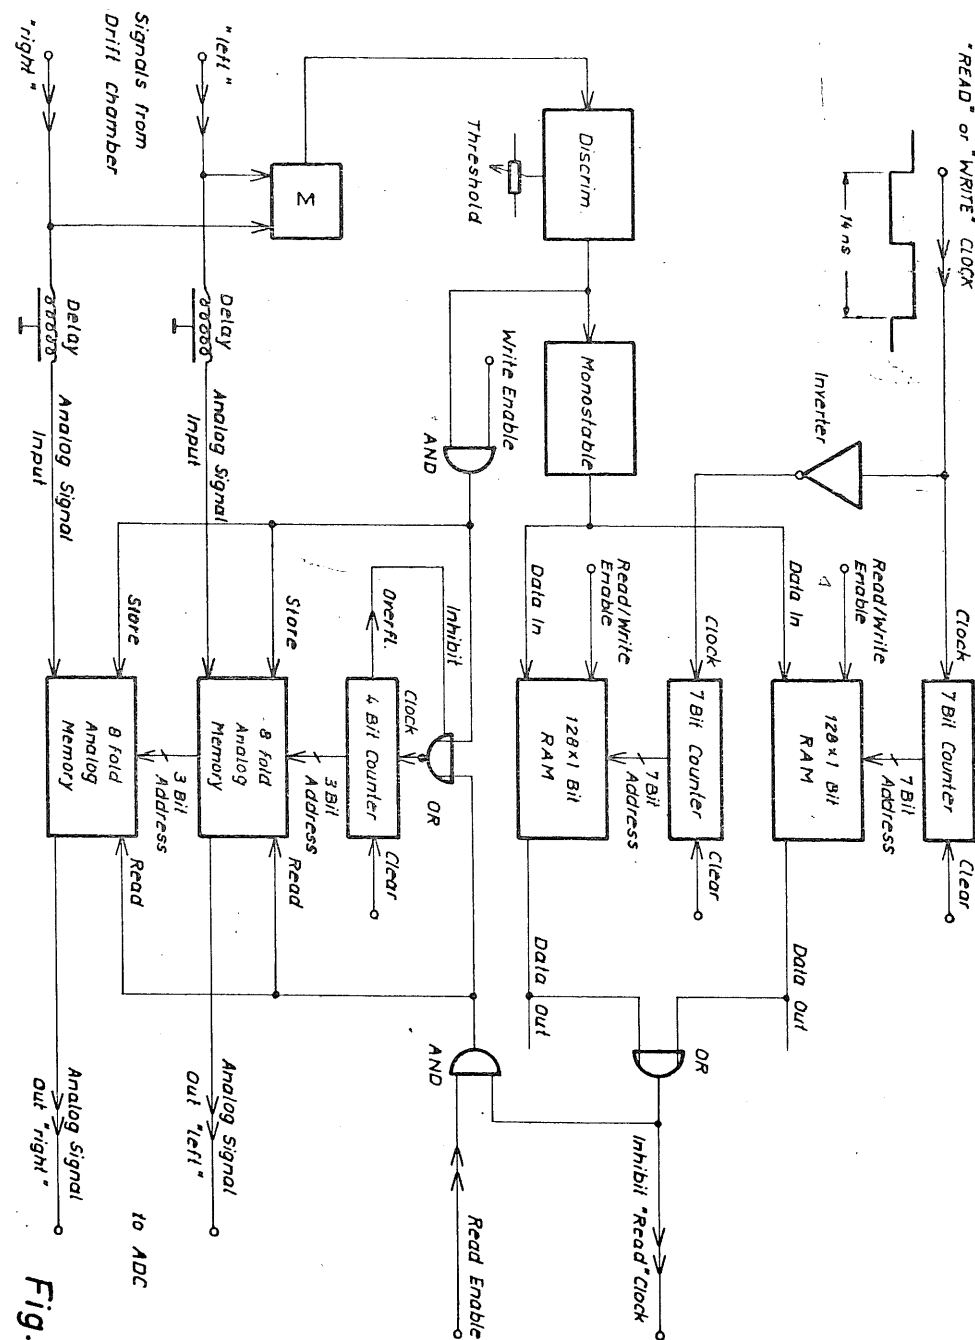 "READ" or "WRITE" CLOCK
14 ns
Inverter
Clock
7 Bit Counter
Clear
7 Bit
Address
Read/Write
Enable
Data In
128×1 Bit
RAM
Data Out
Clock
7 Bit Counter
Clear
7 Bit
Address
Read/Write
Enable
Data In
128×1 Bit
RAM
Data Out
OR
Inhibit "Read" Clock
Discrim.
Threshold
Monostable
Write Enable
AND
Inhibit
Overfl.
Clock
OR
4 Bit Counter
Clear
3 Bit
Address
AND
Read Enable
M
"left"
Signals from
Drift Chamber
"right"
Delay
Analog Signal
Input
Store
8 fold
Analog
Memory
Read
Analog Signal
Out "left"
3 Bit
Address
Delay
Analog Signal
Input
Store
8 fold
Analog
Memory
Read
Analog Signal
Out "right"
to ADC
Fig.